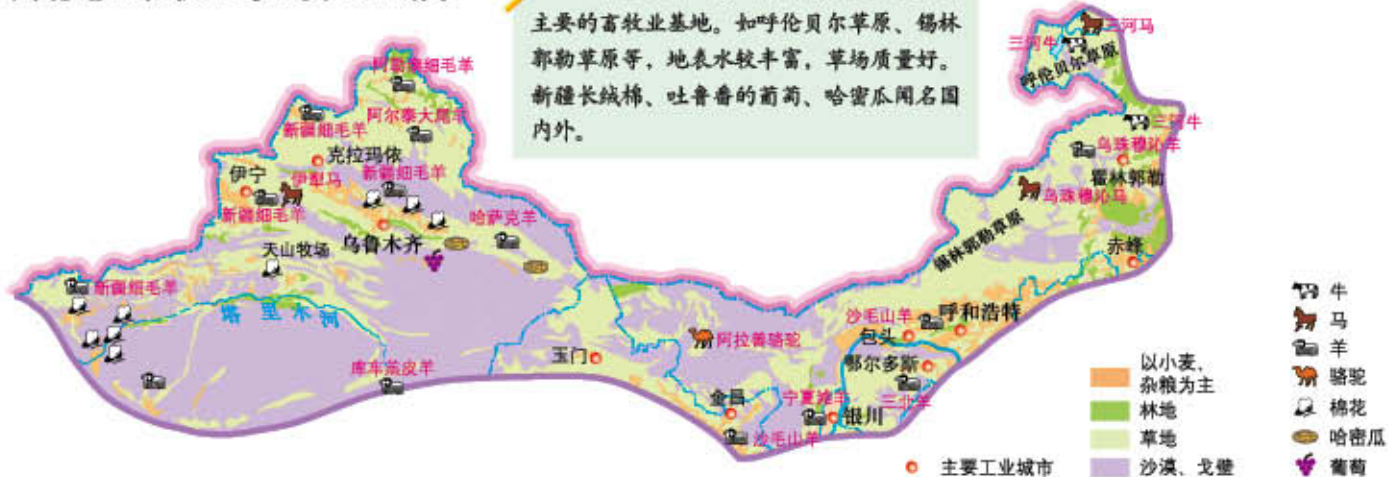 主要的畜牧业基地。如呼伦贝尔草原、锡林
郭勒草原等，地表水较丰富，草场质量好。
新疆长绒棉、吐鲁番的葡萄、哈密瓜闻名国
内外。
三河马
三河牛
呼伦贝尔草原
三河牛
乌珠穆沁羊
霍林郭勒
乌珠穆沁马
锡林郭勒草原
赤峰
阿勒泰细毛羊
新疆细毛羊
阿尔泰大尾羊
克拉玛依
伊宁
伊犁马
新疆细毛羊
新疆细毛羊
哈萨克羊
乌鲁木齐
天山牧场
新疆细毛羊
塔里木河
库车羔皮羊
玉门
阿拉善骆驼
金昌
沙毛山羊
宁夏滩羊
银川
沙毛山羊
包头
呼和浩特
鄂尔多斯
三北羊
主要工业城市
以小麦、
杂粮为主
林地
草地
沙漠、戈壁
牛
马
羊
骆驼
棉花
哈密瓜
葡萄